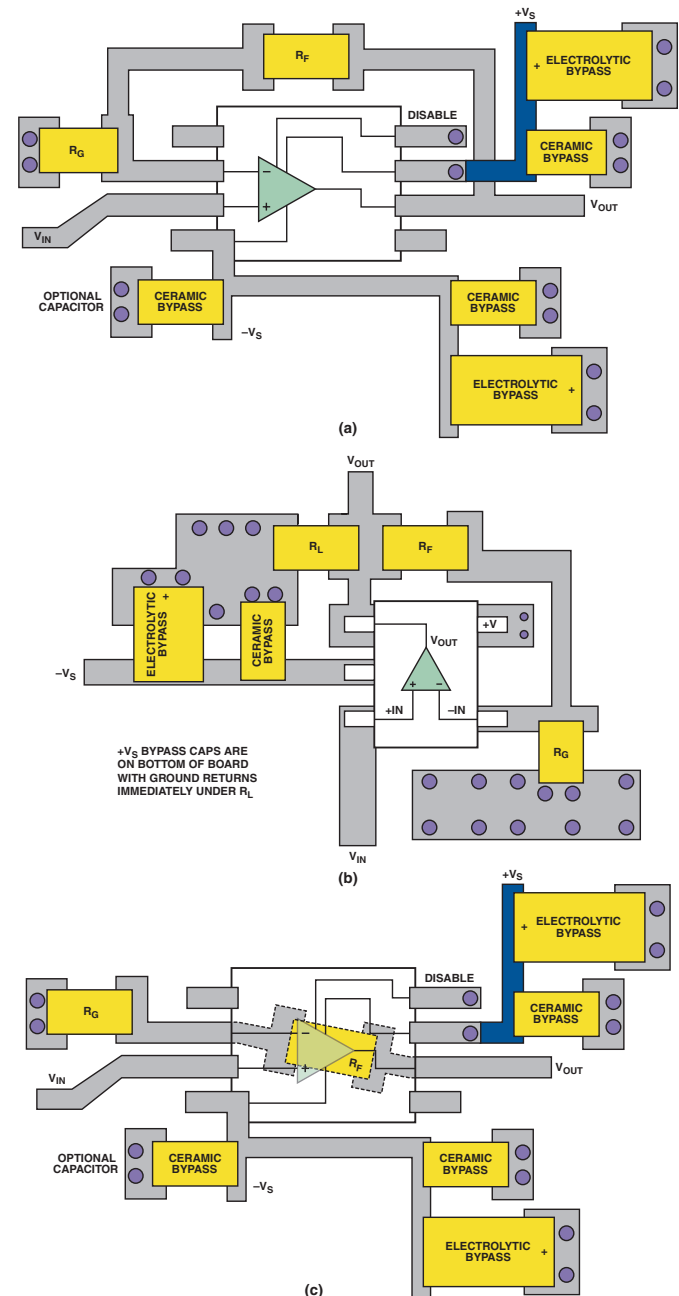 +VS
RF
+ ELECTROLYTIC
BYPASS
DISABLE
RG
CERAMIC
BYPASS
–
+
VIN
VOUT
OPTIONAL
CAPACITOR
CERAMIC
BYPASS
–VS
CERAMIC
BYPASS
ELECTROLYTIC +
BYPASS
(a)
VOUT
RL
RF
ELECTROLYTIC +
BYPASS
CERAMIC
BYPASS
+V
VOUT
–VS
+ –
+IN
–IN
RG
+VS BYPASS CAPS ARE
ON BOTTOM OF BOARD
WITH GROUND RETURNS
IMMEDIATELY UNDER RL
VIN
(b)
+VS
+ ELECTROLYTIC
BYPASS
DISABLE
RG
CERAMIC
BYPASS
–
+
RF
VIN
VOUT
OPTIONAL
CAPACITOR
CERAMIC
BYPASS
–VS
CERAMIC
BYPASS
ELECTROLYTIC +
BYPASS
(c)